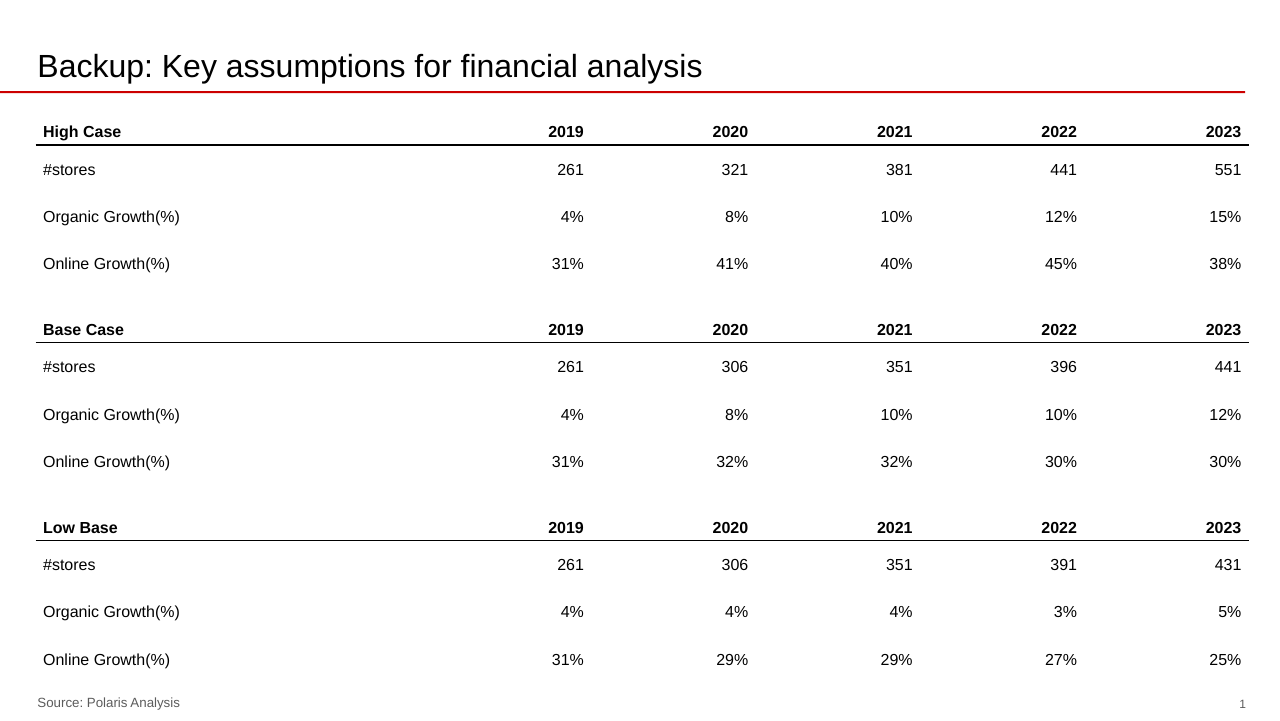 Backup: Key assumptions for financial analysis
High Case 2019 2020 2021 2022 2023
#stores 261 321 381 441 551
Organic Growth(%) 4% 8% 10% 12% 15%
Online Growth(%) 31% 41% 40% 45% 38%
Base Case 2019 2020 2021 2022 2023
#stores 261 306 351 396 441
Organic Growth(%) 4% 8% 10% 10% 12%
Online Growth(%) 31% 32% 32% 30% 30%
Low Base 2019 2020 2021 2022 2023
#stores 261 306 351 391 431
Organic Growth(%) 4% 4% 4% 3% 5%
Online Growth(%) 31% 29% 29% 27% 25%
Source: Polaris Analysis 1